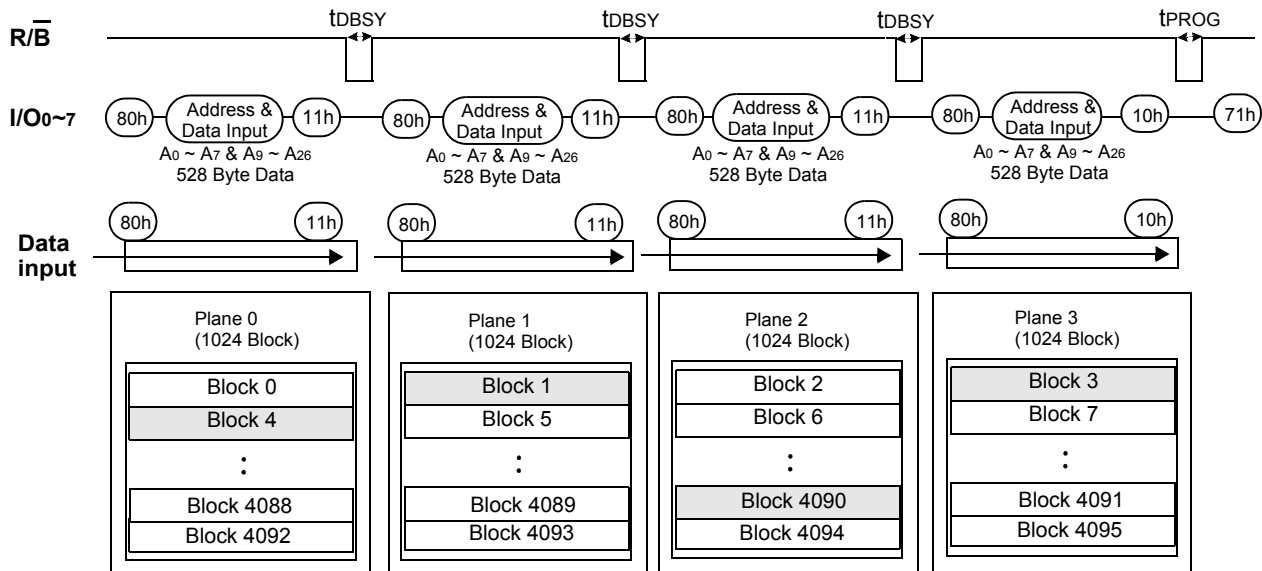 tDBSY tDBSY tDBSY tPROG
R/B
I/O0~7 80h Address & Data Input 11h 80h Address & Data Input 11h 80h Address & Data Input 11h 80h Address & Data Input 10h 71h
A0 ~ A7 & A9 ~ A26 A0 ~ A7 & A9 ~ A26 A0 ~ A7 & A9 ~ A26 A0 ~ A7 & A9 ~ A26
528 Byte Data 528 Byte Data 528 Byte Data 528 Byte Data
80h 11h 80h 11h 80h 11h 80h 10h
Data
input
Plane 0 Plane 1 Plane 2 Plane 3
(1024 Block) (1024 Block) (1024 Block) (1024 Block)
Block 0 Block 1 Block 2 Block 3
Block 4 Block 5 Block 6 Block 7
: : : :
Block 4088 Block 4089 Block 4090 Block 4091
Block 4092 Block 4093 Block 4094 Block 4095